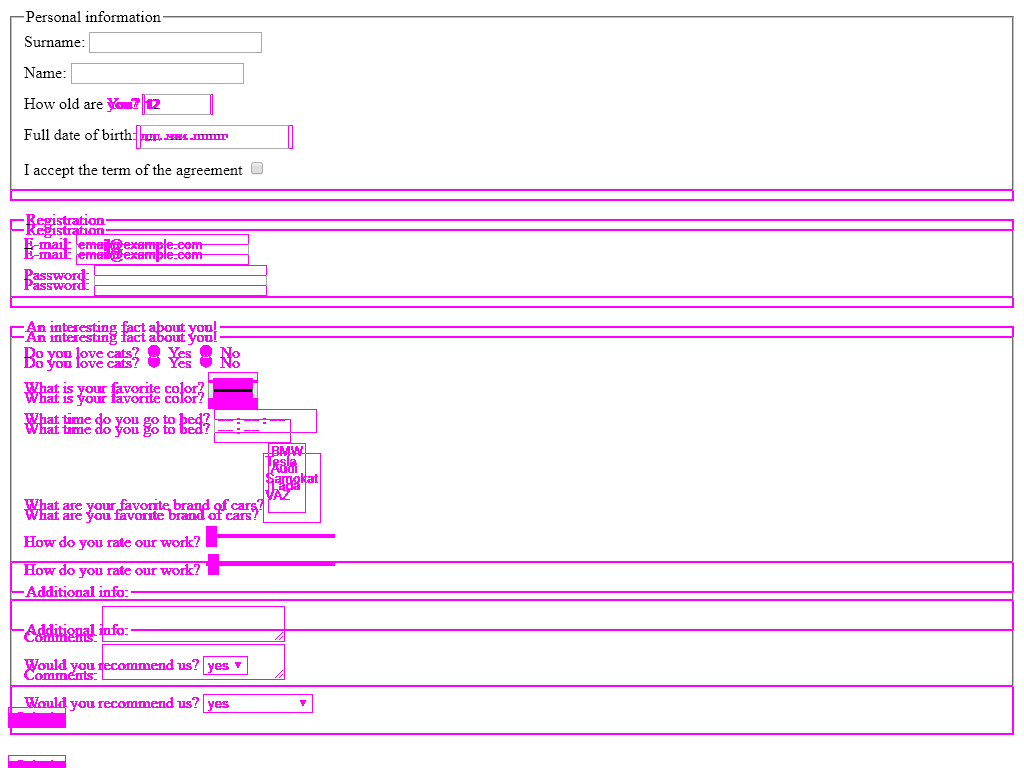 Personal information
Surname:
Name:
How old are you? 12
Full date of birth:
I accept the term of the agreement
Registration
Registration
E-mail: email@example.com
E-mail: email@example.com
Password:
Password:
An interesting fact about you!
An interesting fact about you!
Do you love cats? Yes No
Do you love cats? Yes No
What is your favorite color?
What is your favorite color?
What time do you go to bed? --:--:--
What time do you go to bed? --:--
BMW
Tesla
Audi
Samokat
Lada
VAZ
What are your favorite brand of cars?
What are you favorite brand of cars?
How do you rate our work?
How do you rate our work?
Additional info:
Additional info:
Comments:
Would you recommend us? yes
Comments:
Would you recommend us? yes